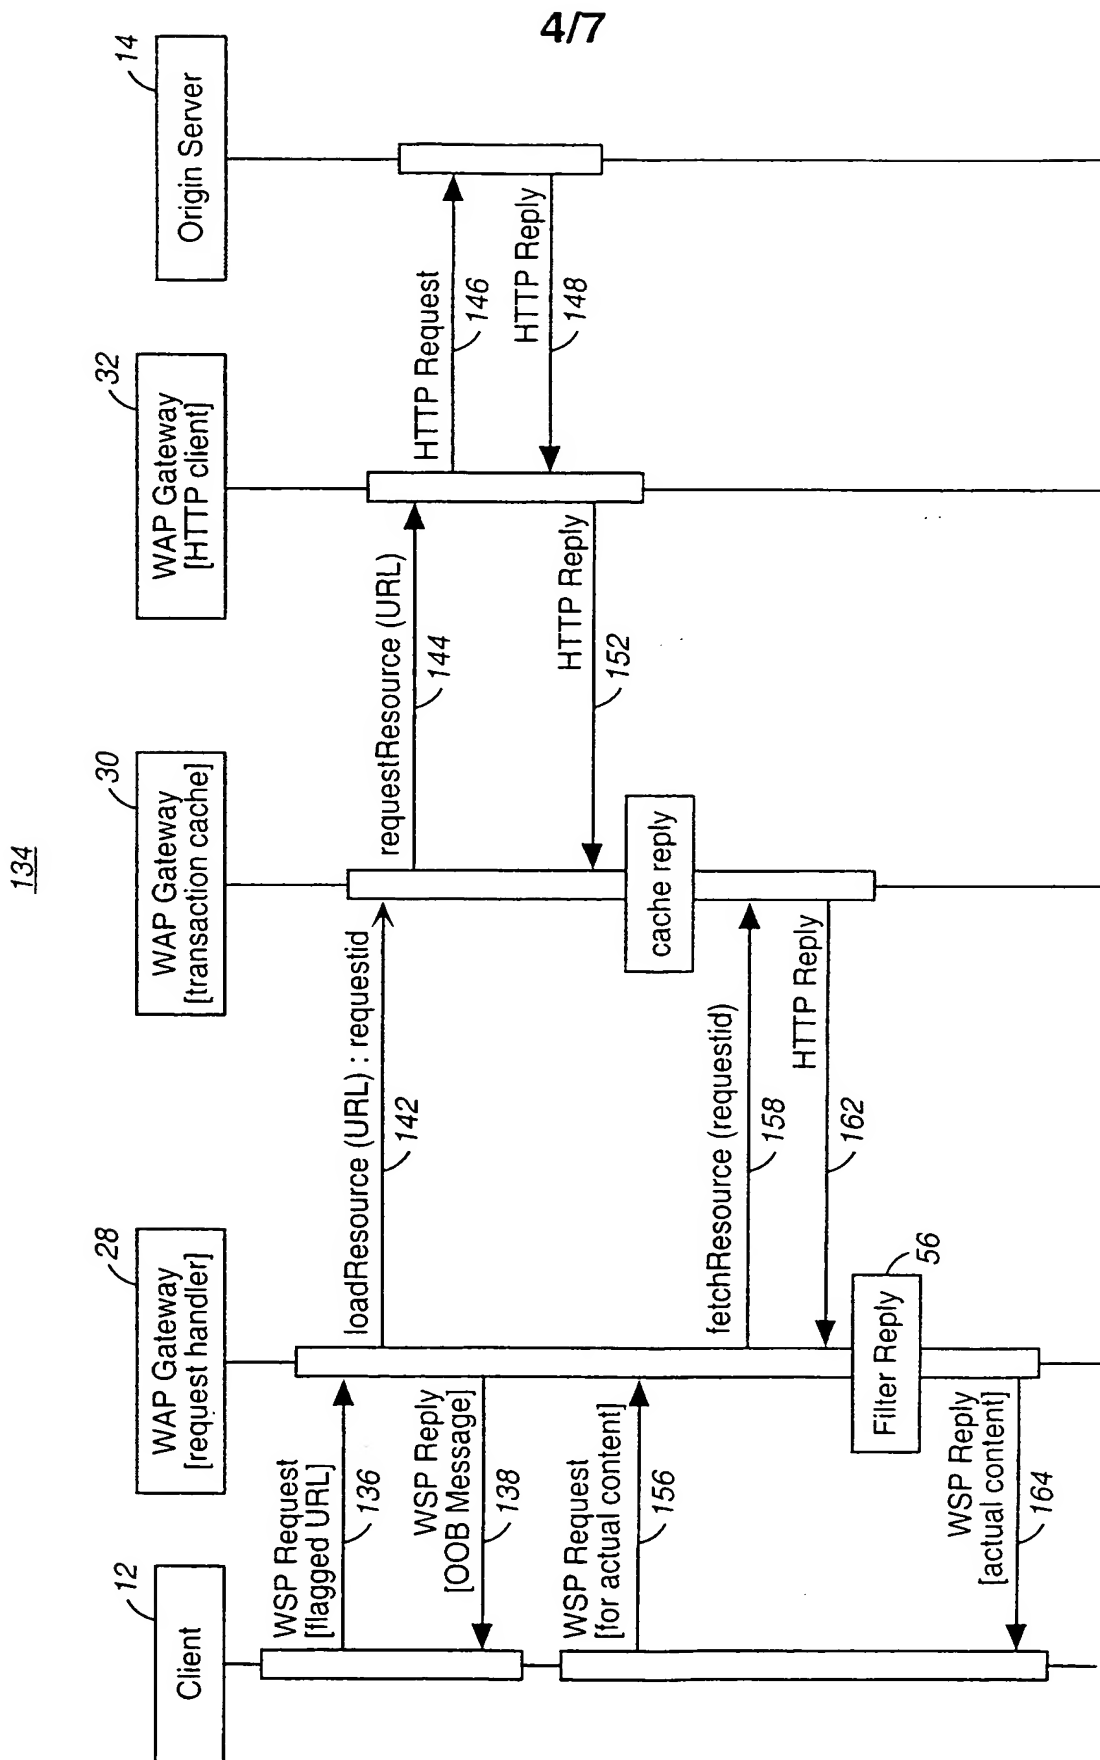 4/7
134
12
Client
28
WAP Gateway
[request handler]
30
WAP Gateway
[transaction cache]
32
WAP Gateway
[HTTP client]
14
Origin Server
WSP Request
[flagged URL]
136
loadResource (URL) : requestid
142
requestResource (URL)
144
HTTP Request
146
WSP Reply
[OOB Message]
138
HTTP Reply
148
HTTP Reply
152
cache reply
WSP Request
[for actual content]
156
fetchResource (requestid)
158
HTTP Reply
162
Filter Reply
56
WSP Reply
[actual content]
164